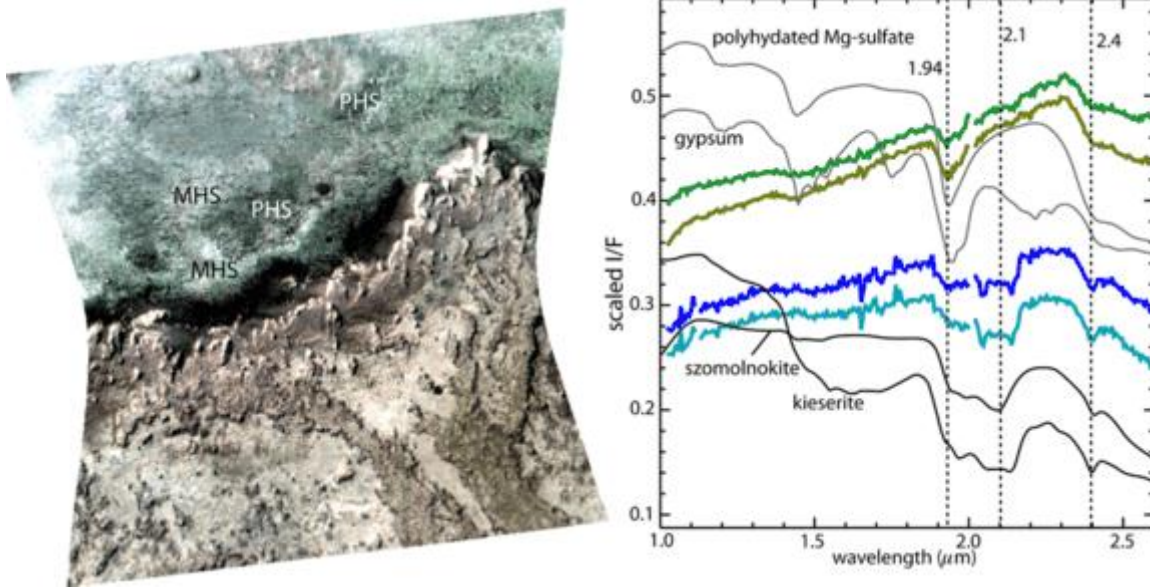 PHS
MHS
PHS
MHS
polyhydated Mg-sulfate
2.1
2.4
1.94
gypsum
szomolnokite
kieserite
scaled I/F
0.5
0.4
0.3
0.2
0.1
1.0
1.5
2.0
2.5
wavelength (μm)